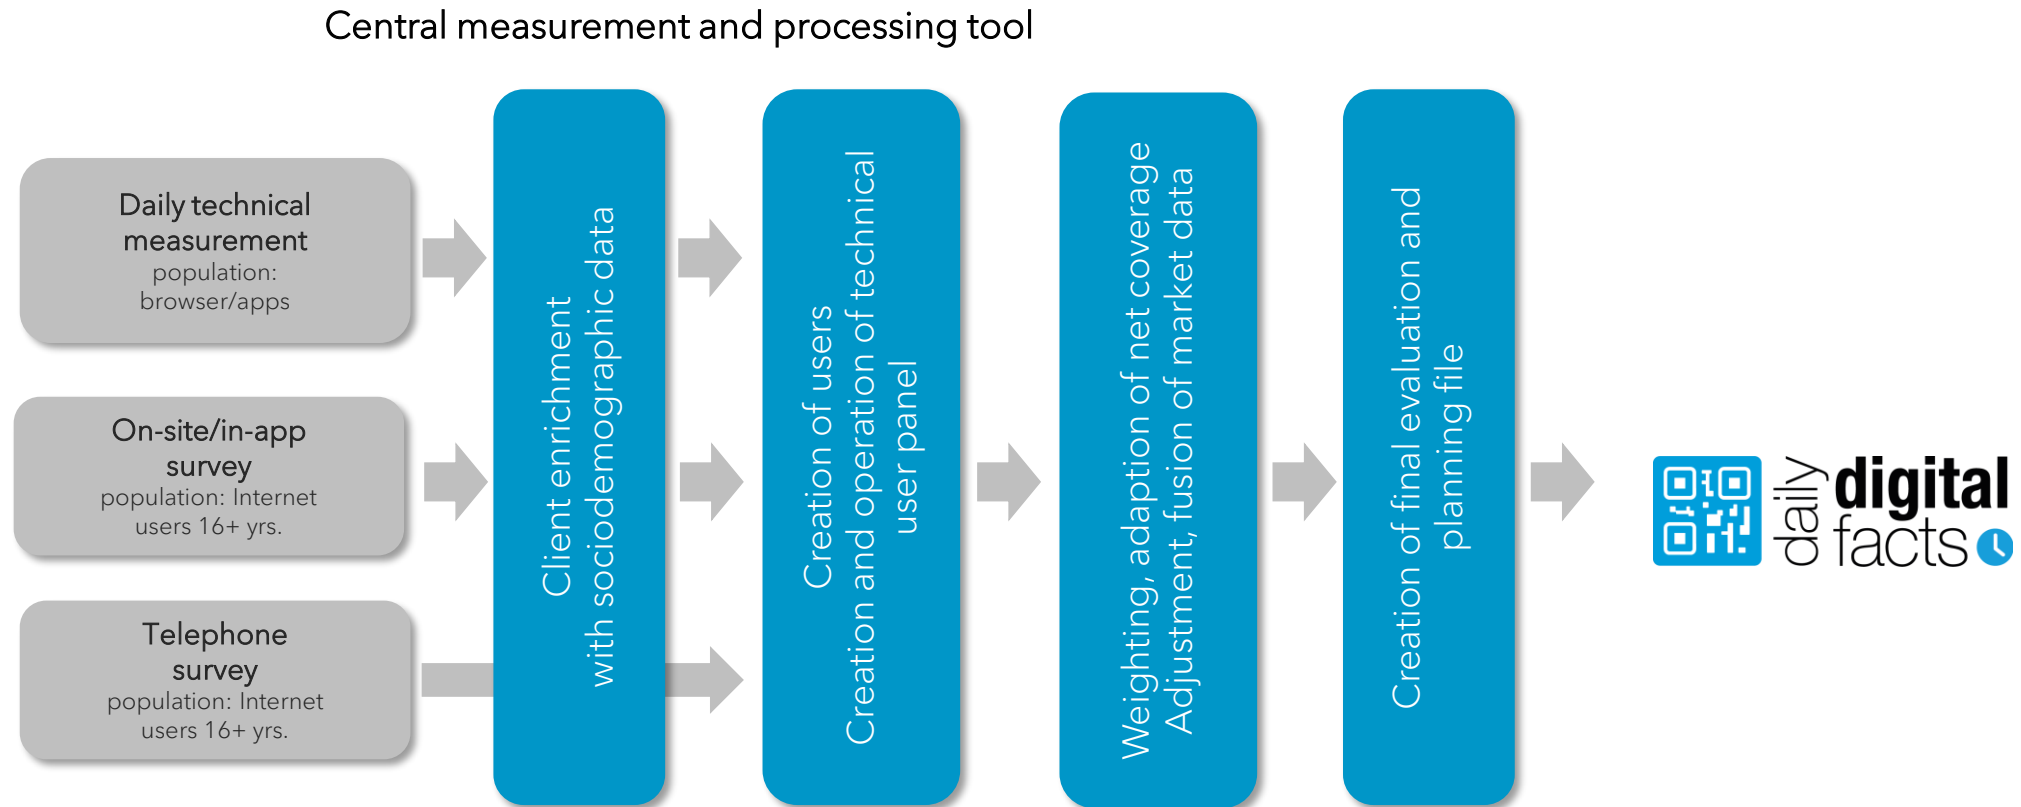 Central measurement and processing tool
Daily technical
measurement
population:
browser/apps
On-site/in-app
survey
population: Internet
users 16+ yrs.
Telephone
survey
population: Internet
users 16+ yrs.
Client enrichment
with sociodemographic data
Creation of users
Creation and operation of technical
user panel
Weighting, adaption of net coverage
Adjustment, fusion of market data
Creation of final evaluation and
planning file
daily
digital
facts